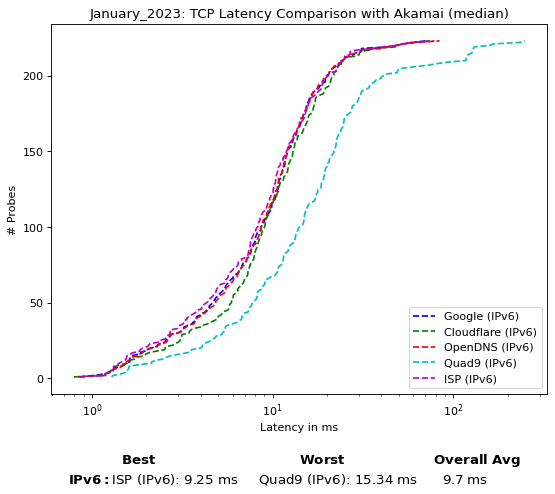 January_2023: TCP Latency Comparison with Akamai (median)
200
150
100
50
0
# Probes
10^0 10^1 10^2
Latency in ms
Google (IPv6)
Cloudflare (IPv6)
OpenDNS (IPv6)
Quad9 (IPv6)
ISP (IPv6)
Best Worst Overall Avg
IPv6: ISP (IPv6): 9.25 ms Quad9 (IPv6): 15.34 ms 9.7 ms